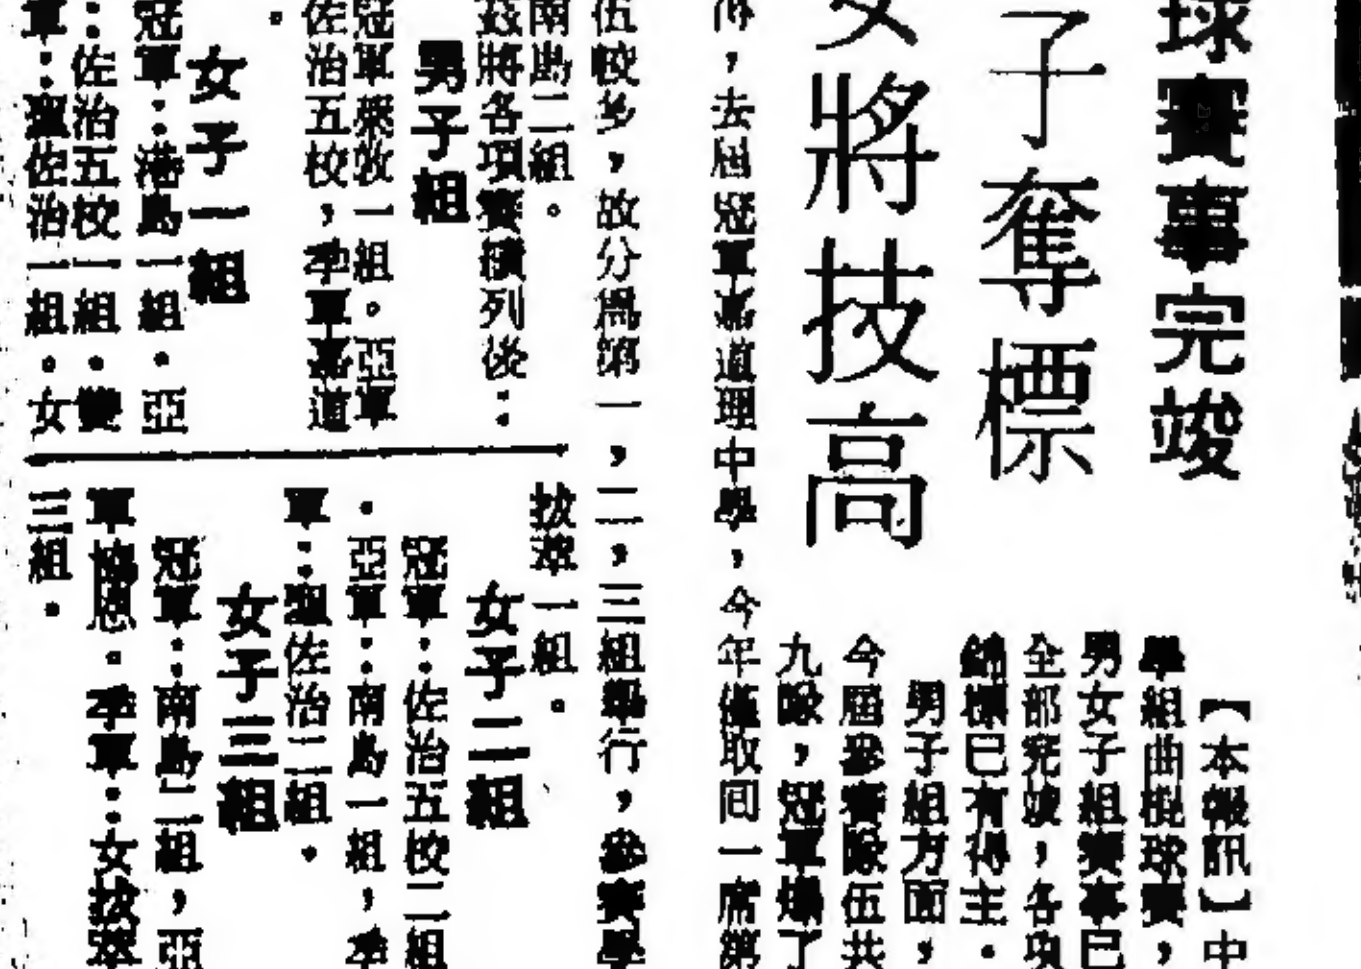 球賽事完竣
子奪標
女將技高
【本報訊】中
學組曲棍球賽，
男女子組賽事已
全部完竣，各項
錦標已有得主。
男子組方面，
今屆參賽隊伍共
九隊，冠軍爆了
，去屆冠軍嘉道理中學，今年僅取回一席第
伍較多，故分爲第一，二，三組舉行，參賽學
南島二組。
茲將各項賽績列後：
男子組
冠軍樂敦一組。亞軍
佐治五校，季軍嘉道
。
女子一組
冠軍：港島一組。亞
：佐治五校一組。雙
軍：聖佐治一組。女
拔萃一組。
女子二組
冠軍：佐治五校二組
。亞軍：南島一組，季
軍：聖佐治二組。
女子三組
冠軍：南島二組，亞
軍協恩。季軍：女拔萃
三組。